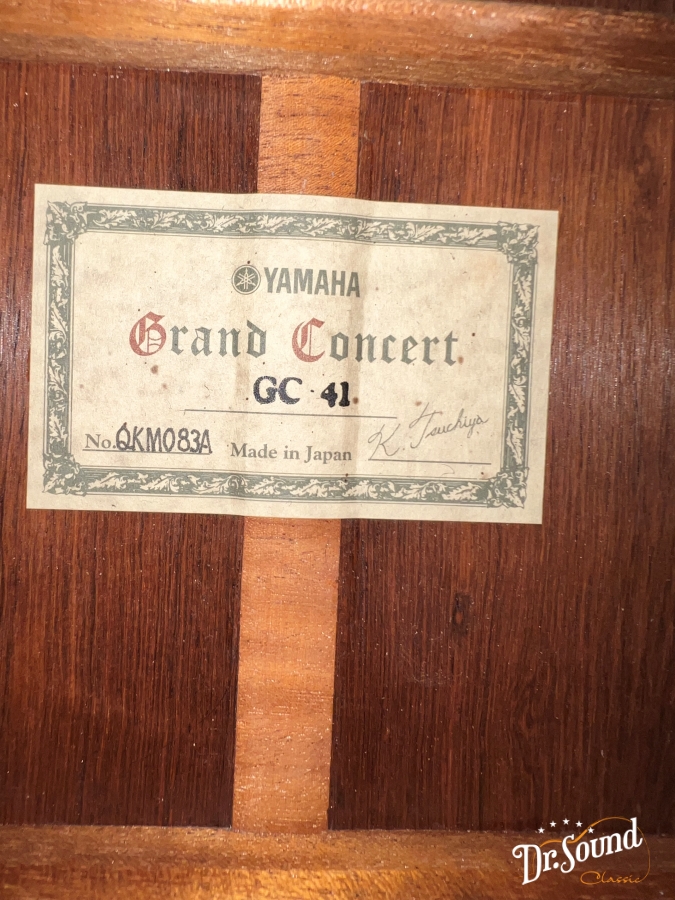 YAMAHA
Grand Concert
GC 41
No. QKM083A Made in Japan K. Tsuchiya
Dr. Sound
Classic